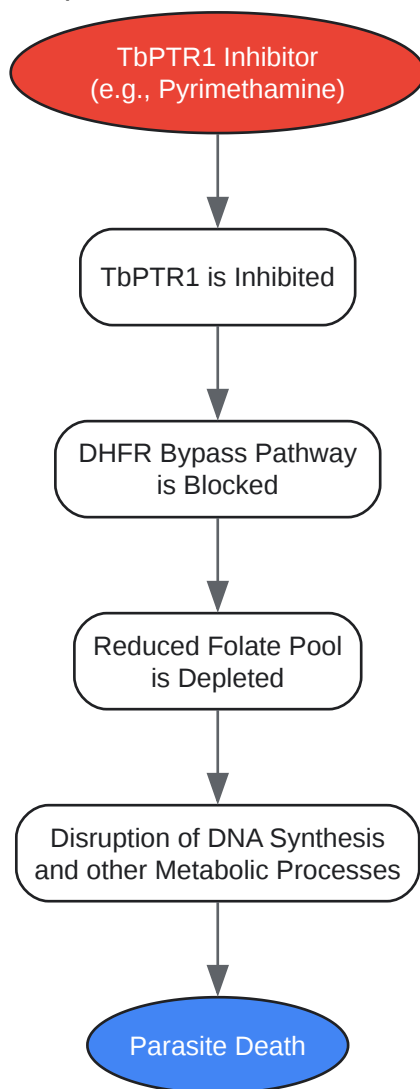 TbPTR1 Inhibitor
(e.g., Pyrimethamine)
TbPTR1 is Inhibited
DHFR Bypass Pathway
is Blocked
Reduced Folate Pool
is Depleted
Disruption of DNA Synthesis
and other Metabolic Processes
Parasite Death